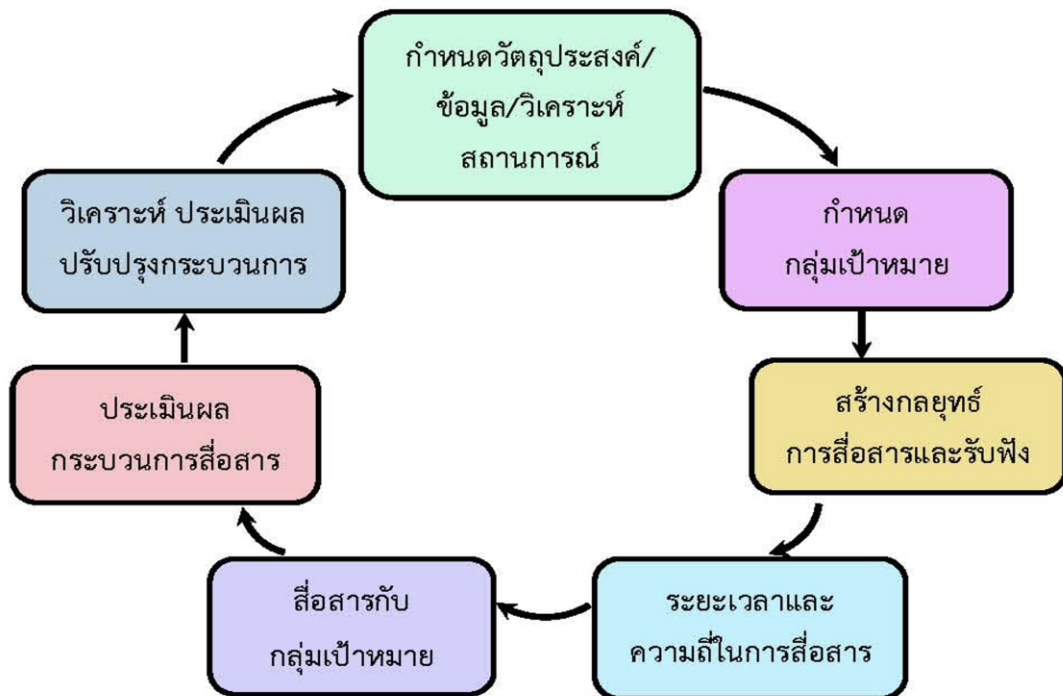 กำหนดวัตถุประสงค์/
ข้อมูล/วิเคราะห์
สถานการณ์
กำหนด
กลุ่มเป้าหมาย
สร้างกลยุทธ์
การสื่อสารและรับฟัง
ระยะเวลาและ
ความถี่ในการสื่อสาร
สื่อสารกับ
กลุ่มเป้าหมาย
ประเมินผล
กระบวนการสื่อสาร
วิเคราะห์ ประเมินผล
ปรับปรุงกระบวนการ